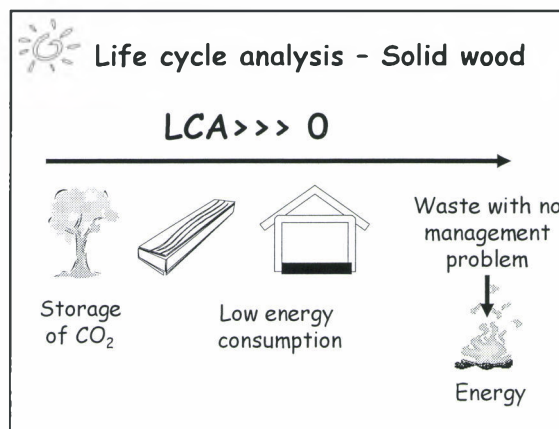 Life cycle analysis - Solid wood
LCA>>> 0
Storage
of CO₂
Low energy
consumption
Waste with no
management
problem
Energy